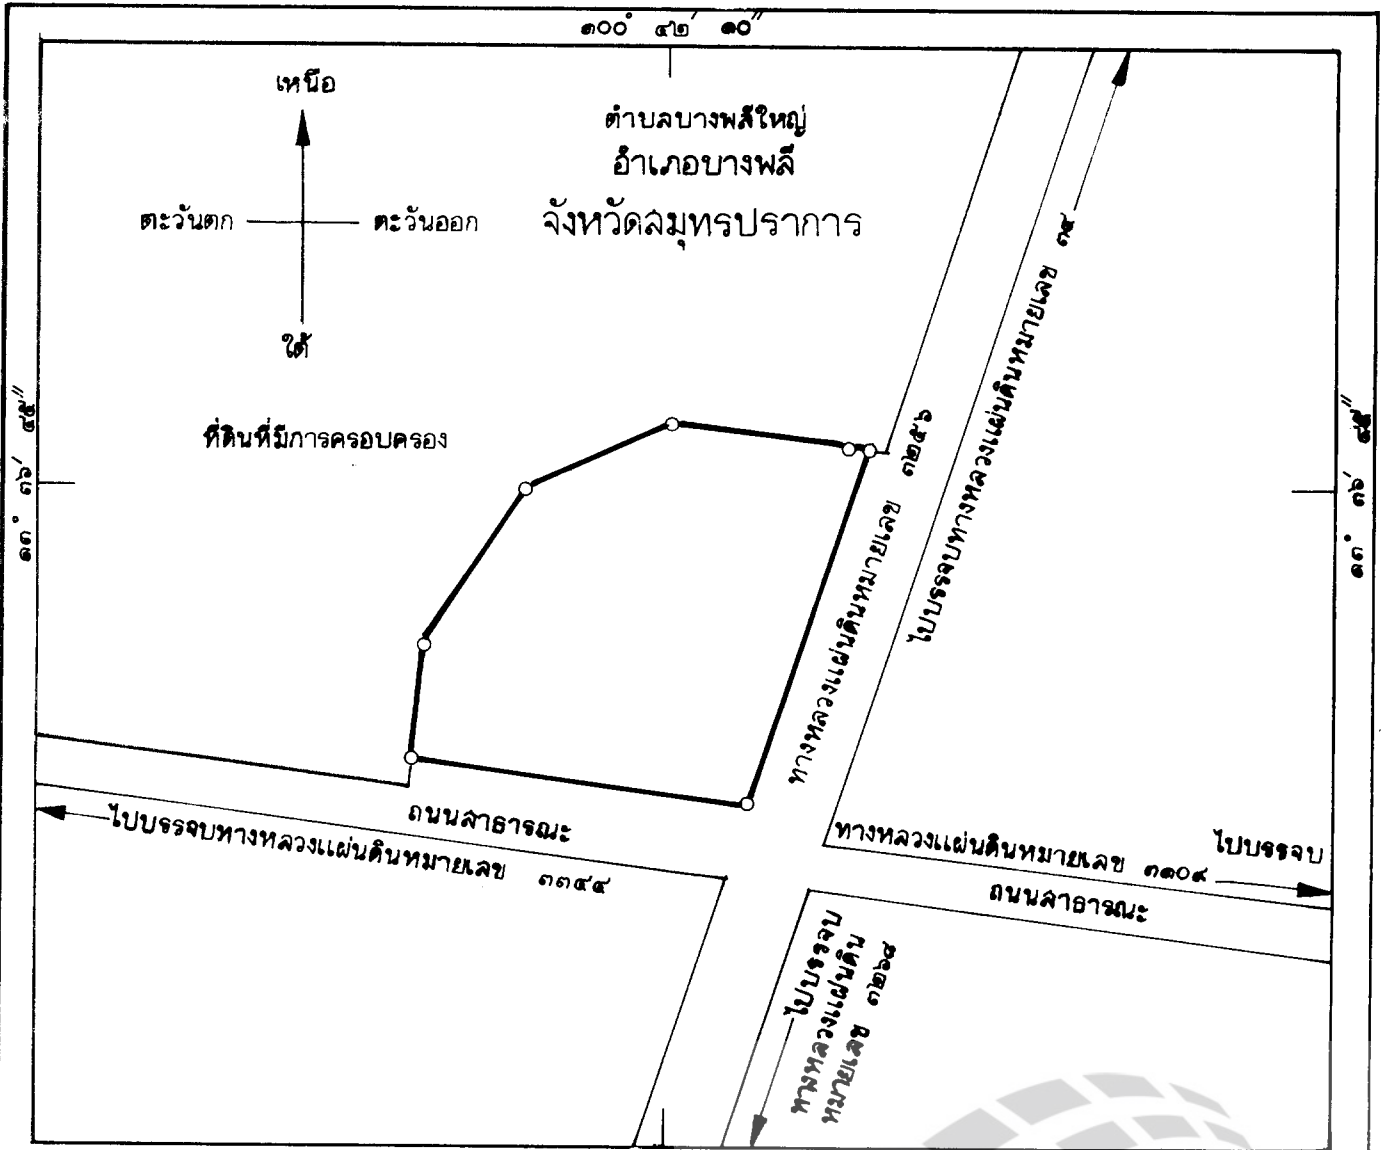 ๑๐๐° ๔๒′ ๑๐″
เหนือ
ตะวันตก
ตะวันออก
ใต้
ตำบลบางพลีใหญ่
อำเภอบางพลี
จังหวัดสมุทรปราการ
ที่ดินที่มีการครอบครอง
๑๓° ๓๖′ ๔๕″
๑๓° ๓๖′ ๔๕″
ทางหลวงแผ่นดินหมายเลข ๓๒๕๖
ไปบรรจบทางหลวงแผ่นดินหมายเลข ๓๔
ถนนสาธารณะ
ไปบรรจบทางหลวงแผ่นดินหมายเลข ๓๓๔๔
ไปบรรจบ
ทางหลวงแผ่นดินหมายเลข ๓๑๐๙
ถนนสาธารณะ
ไปบรรจบ
ทางหลวงแผ่นดิน
หมายเลข ๓๒๖๘